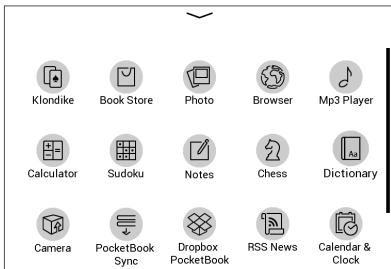 Klondike
Book Store
Photo
Browser
Mp3 Player
Calculator
Sudoku
Notes
Chess
Aa
Dictionary
Camera
PocketBook
Sync
Dropbox
PocketBook
RSS News
Calendar &
Clock